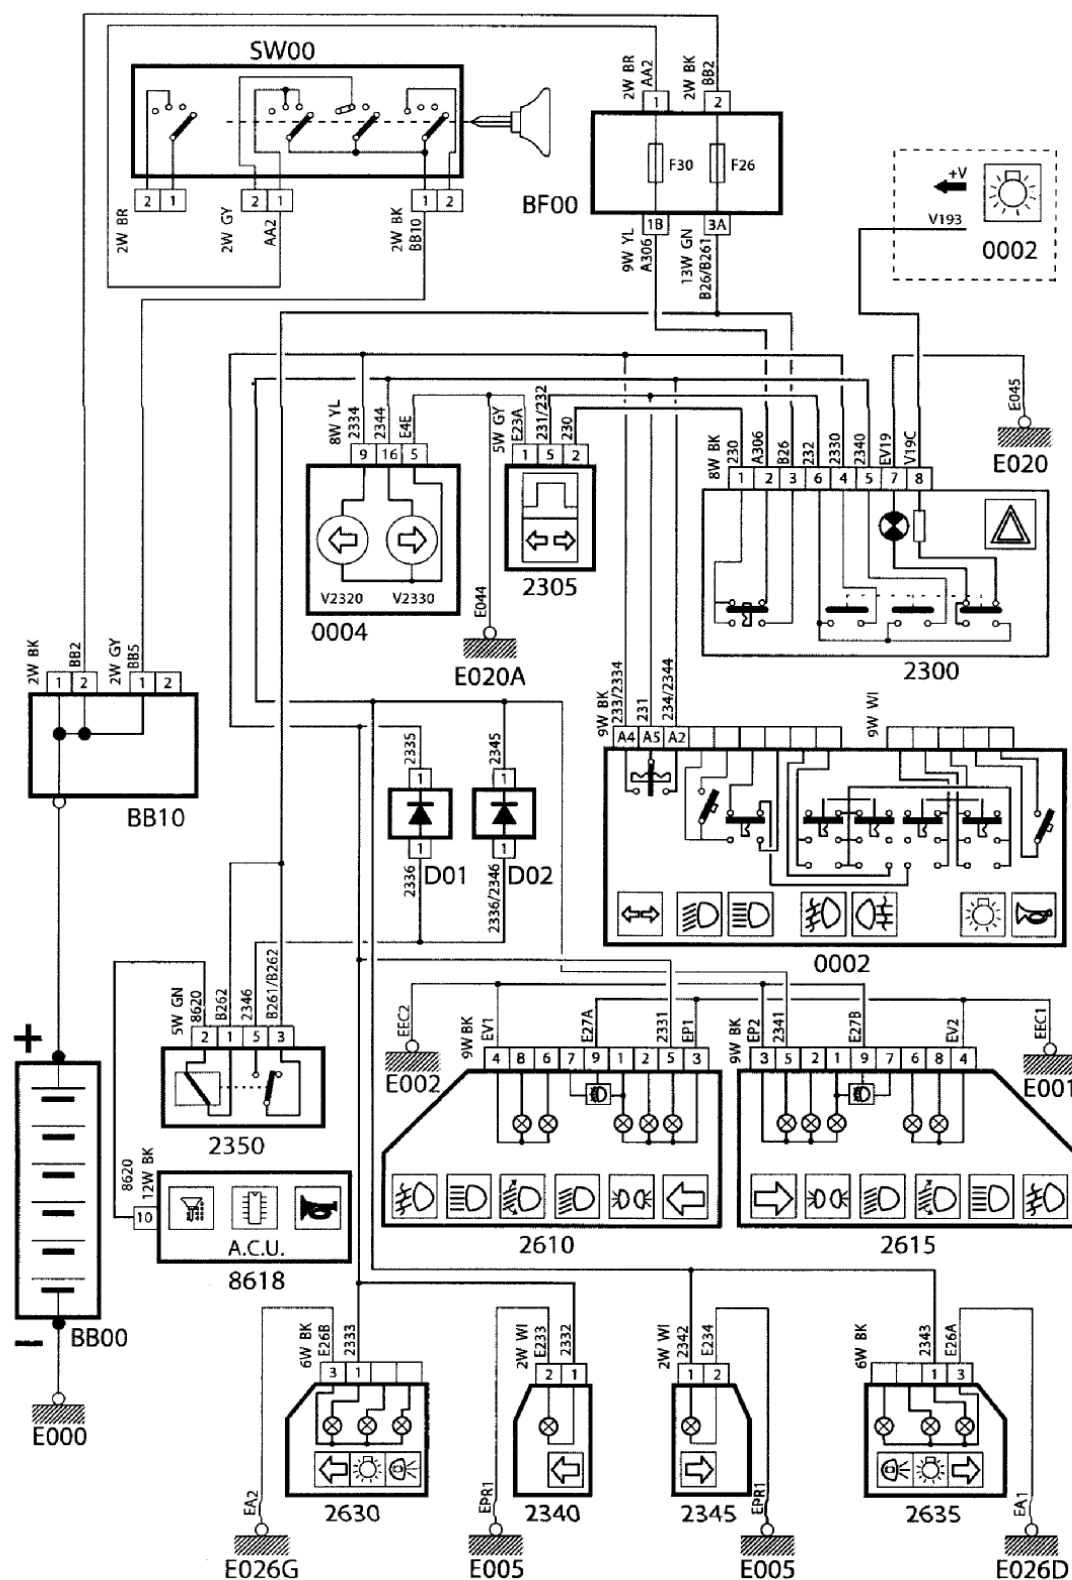 SW00
2W BR
AA2
2W BK
BB2
1
2
F30
F26
BF00
1B
3A
9W YL
A306
13W GN
B26/B261
+V
V193
0002
2
1
2
1
1
2
2W BR
2W GY
AA2
2W BK
BB10
8W YL
2334
2344
E4E
5W GY
E23A
231/232
230
8W BK
230
A306
B26
232
2330
2340
EV19
V19C
E045
E020
9
16
5
1
5
2
1
2
3
6
4
5
7
8
V2320
V2330
0004
2305
E044
E020A
2300
2W BK
BB2
2W GY
BB5
1
2
1
2
BB10
9W BK
233/2334
231
234/2344
9W WI
A4
A5
A2
2335
2345
1
1
1
1
D01
D02
2336
2336/2346
0002
5W GN
8620
B262
2346
B261/B262
2
1
5
3
2350
EEC2
E002
9W BK
EV1
E27A
2331
EP1
4
8
6
7
9
1
2
5
3
9W BK
EP2
2341
E27B
EV2
3
5
2
1
9
7
6
8
4
EEC1
E001
+
–
BB00
E000
8620
12W BK
10
A.C.U.
8618
2610
2615
6W BK
E26B
2333
3
1
2630
EA2
E026G
2W WI
E233
2332
2
1
2340
EPR1
E005
2W WI
2342
E234
1
2
2345
EPR1
E005
6W BK
2343
E26A
1
3
2635
EA1
E026D